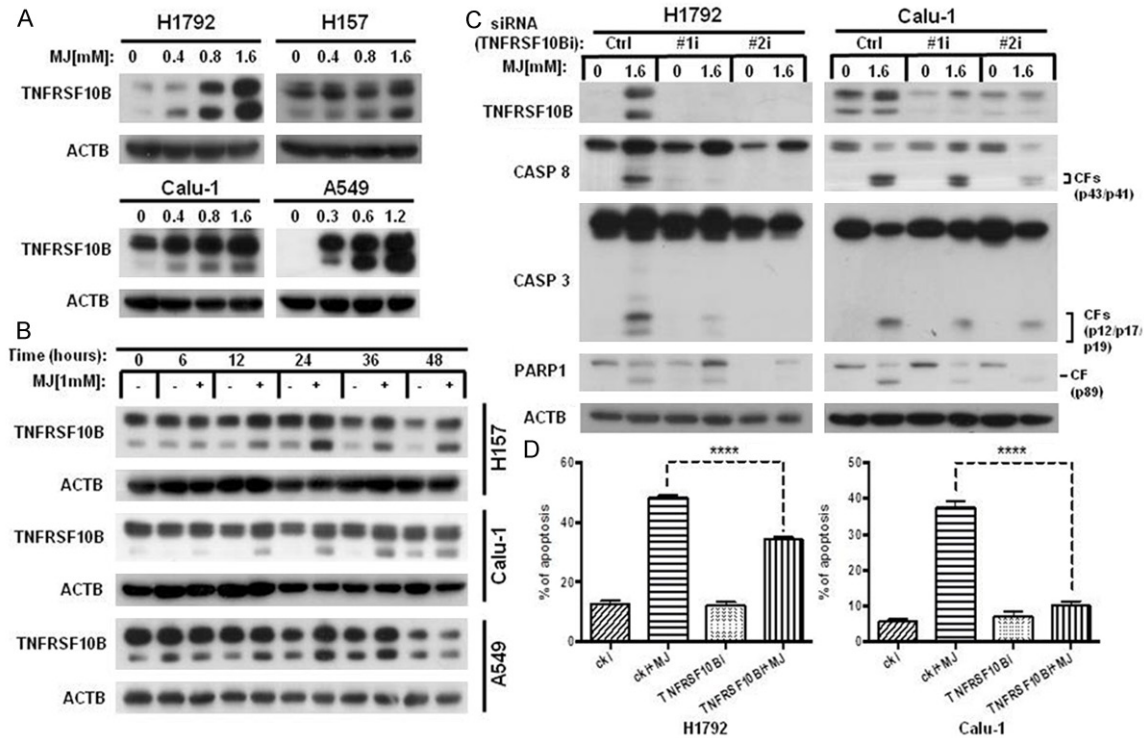 A
H1792 H157
MJ[mM]: 0 0.4 0.8 1.6 0 0.4 0.8 1.6
TNFRSF10B
ACTB
Calu-1 A549
0 0.4 0.8 1.6 0 0.3 0.6 1.2
TNFRSF10B
ACTB
B
Time (hours): 0 6 12 24 36 48
MJ[1mM]: - - + - + - + - + - +
TNFRSF10B
ACTB
H157
TNFRSF10B
ACTB
Calu-1
TNFRSF10B
ACTB
A549
C
H1792 Calu-1
siRNA
(TNFRSF10Bi) Ctrl #1i #2i Ctrl #1i #2i
MJ[mM]: 0 1.6 0 1.6 0 1.6 0 1.6 0 1.6 0 1.6
TNFRSF10B
CASP 8
CFs
(p43/p41)
CASP 3
CFs
(p12/p17/
p19)
PARP1
CF
(p89)
ACTB
D
60
40
20
0
% of apoptosis
****
ck i
ck i+MJ
TNFRSF10Bi
TNFRSF10Bi+MJ
H1792
50
40
30
20
10
0
% of apoptosis
****
ck i
ck i+MJ
TNFRSF10Bi
TNFRSF10Bi+MJ
Calu-1